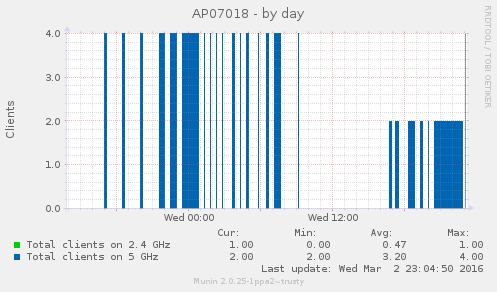 AP07018 - by day
RRDTOOL / TOBI OETIKER
Clients
4.0
3.0
2.0
1.0
0.0
Wed 00:00 Wed 12:00
Cur: Min: Avg: Max:
Total clients on 2.4 GHz 1.00 0.00 0.47 1.00
Total clients on 5 GHz 2.00 2.00 3.20 4.00
Last update: Wed Mar 2 23:04:50 2016
Munin 2.0.25-1ppa2~trusty